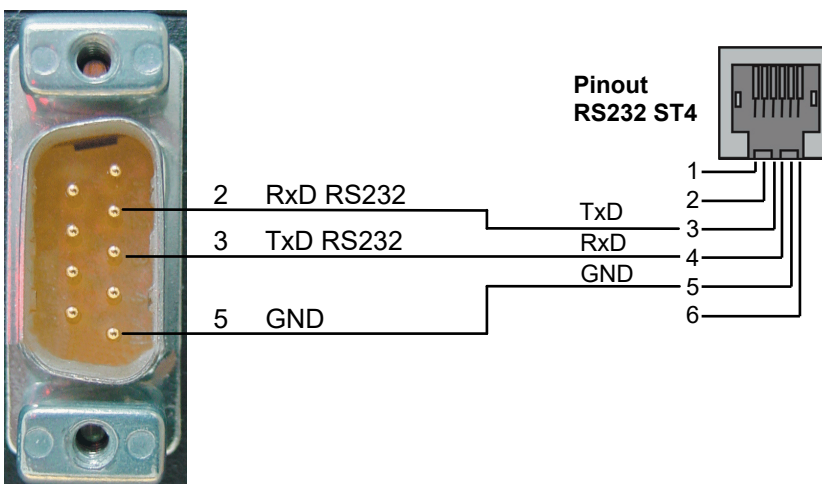 Pinout
RS232 ST4
1
2
3
4
5
6
2 RxD RS232
3 TxD RS232
5 GND
TxD
RxD
GND